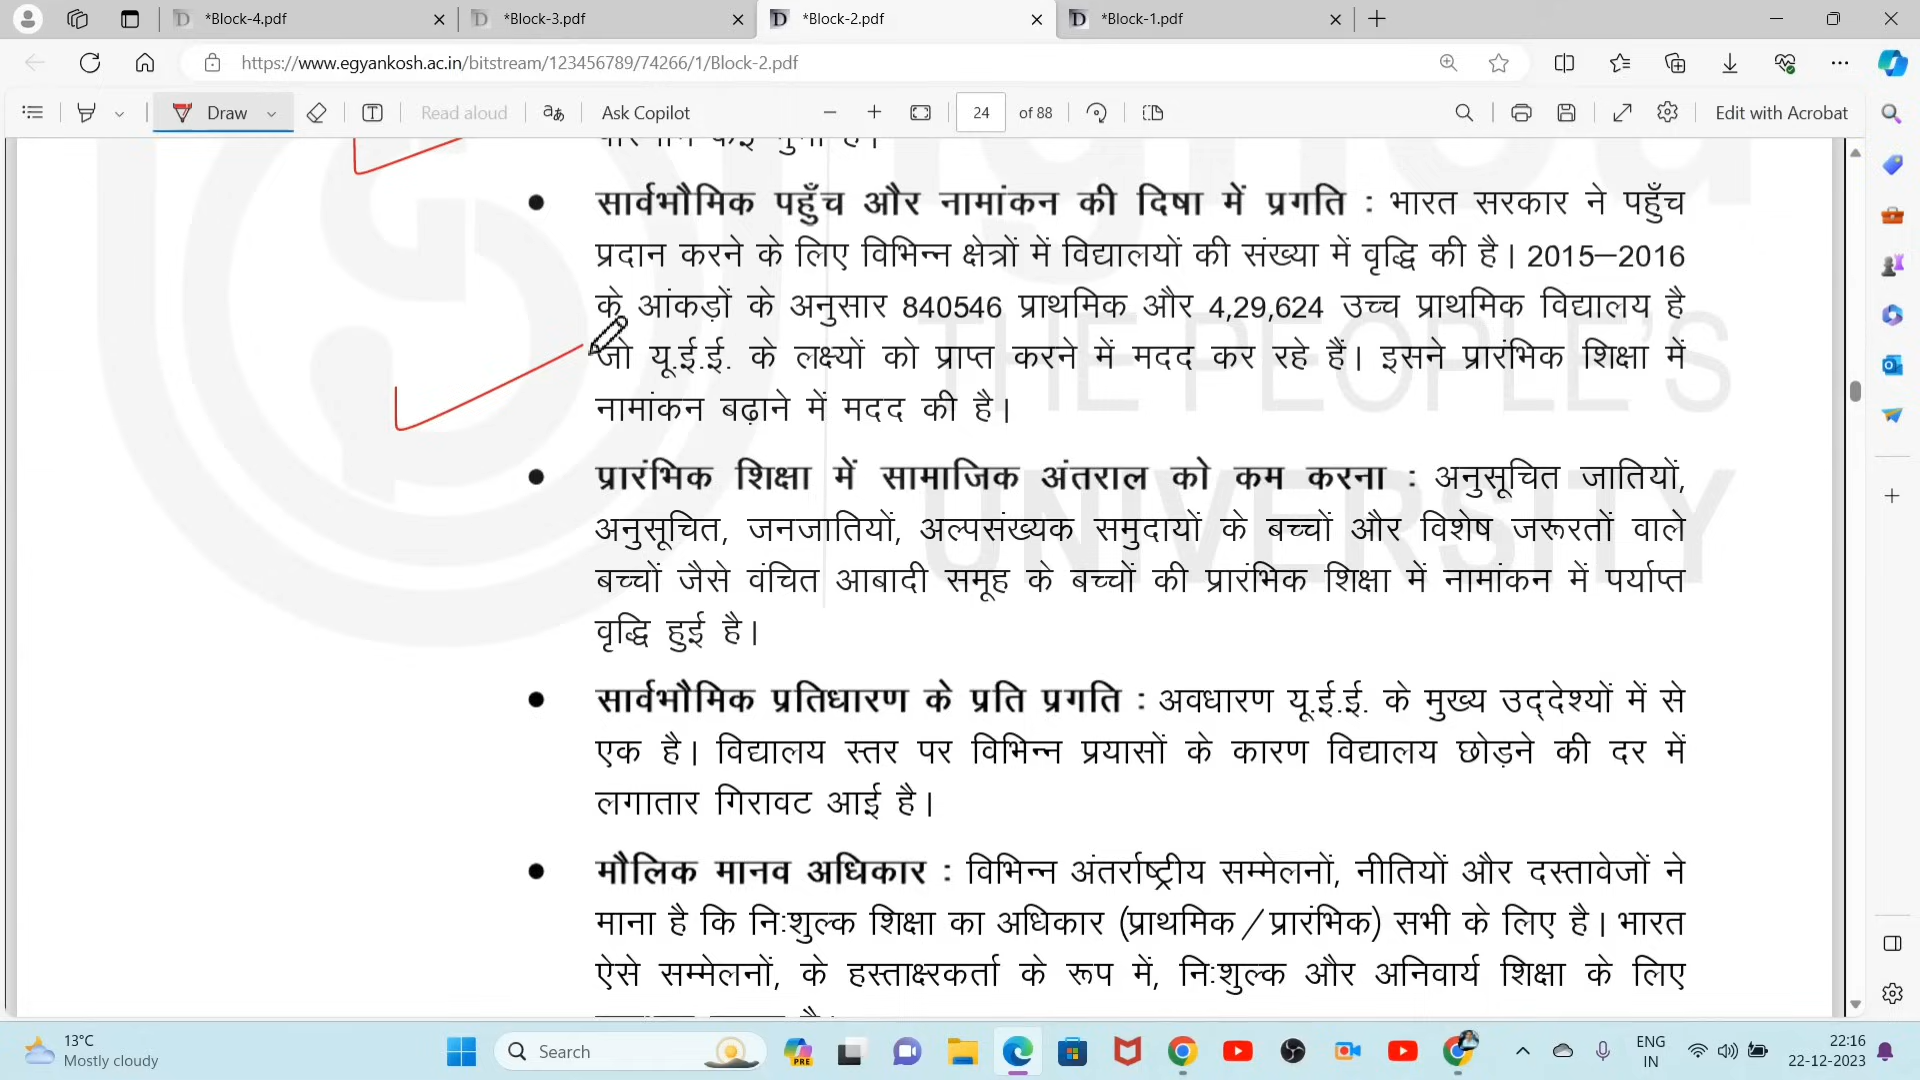 *Block-4.pdf
*Block-3.pdf
*Block-2.pdf
*Block-1.pdf
https://www.egyankosh.ac.in/bitstream/123456789/74266/1/Block-2.pdf
Draw
Read aloud
Ask Copilot
24 of 88
Edit with Acrobat
सार्वभौमिक पहुँच और नामांकन की दिषा में प्रगति : भारत सरकार ने पहुँच
प्रदान करने के लिए विभिन्न क्षेत्रों में विद्यालयों की संख्या में वृद्धि की है। 2015–2016
के आंकड़ों के अनुसार 840546 प्राथमिक और 4,29,624 उच्च प्राथमिक विद्यालय है
जो यू.ई.ई. के लक्ष्यों को प्राप्त करने में मदद कर रहे हैं। इसने प्रारंभिक शिक्षा में
नामांकन बढ़ाने में मदद की है।
प्रारंभिक शिक्षा में सामाजिक अंतराल को कम करना : अनुसूचित जातियों,
अनुसूचित, जनजातियों, अल्पसंख्यक समुदायों के बच्चों और विशेष जरूरतों वाले
बच्चों जैसे वंचित आबादी समूह के बच्चों की प्रारंभिक शिक्षा में नामांकन में पर्याप्त
वृद्धि हुई है।
सार्वभौमिक प्रतिधारण के प्रति प्रगति : अवधारण यू.ई.ई. के मुख्य उद्‌देश्यों में से
एक है। विद्यालय स्तर पर विभिन्न प्रयासों के कारण विद्यालय छोड़ने की दर में
लगातार गिरावट आई है।
मौलिक मानव अधिकार : विभिन्न अंतर्राष्ट्रीय सम्मेलनों, नीतियों और दस्तावेजों ने
माना है कि नि:शुल्क शिक्षा का अधिकार (प्राथमिक/प्रारंभिक) सभी के लिए है। भारत
ऐसे सम्मेलनों, के हस्ताक्षरकर्ता के रूप में, नि:शुल्क और अनिवार्य शिक्षा के लिए
THE PEOPLE'S
UNIVERSITY
13°C
Mostly cloudy
Search
PRE
ENG
IN
22:16
22-12-2023